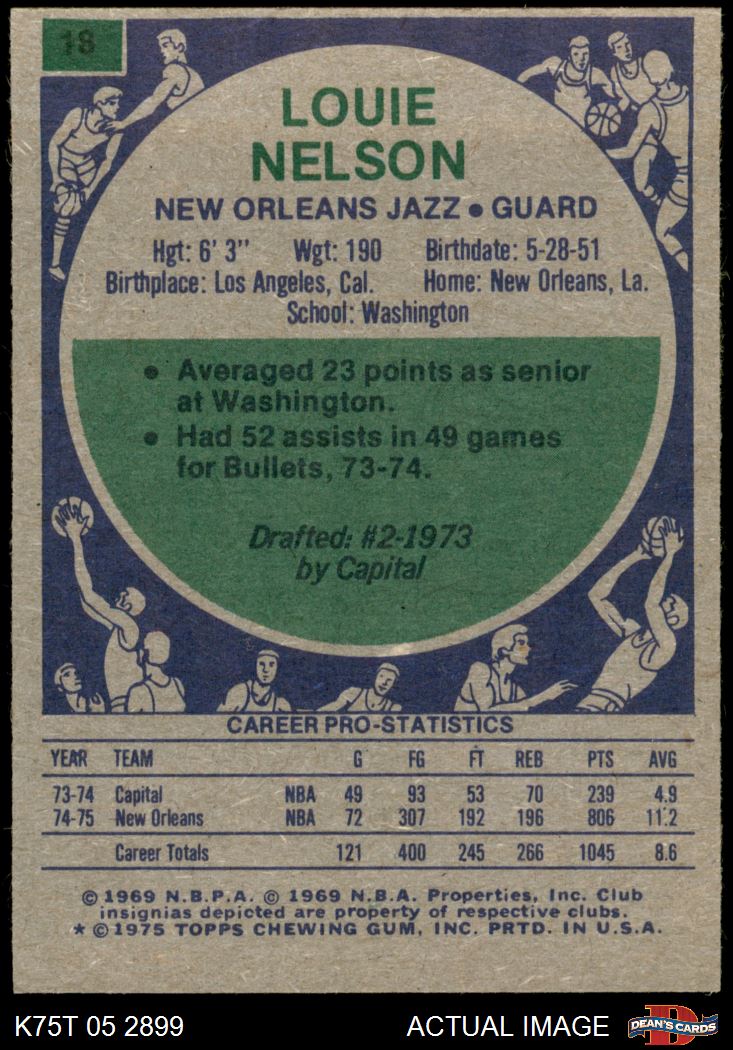 18
LOUIE
NELSON
NEW ORLEANS JAZZ • GUARD
Hgt: 6' 3" Wgt: 190 Birthdate: 5-28-51
Birthplace: Los Angeles, Cal. Home: New Orleans, La.
School: Washington
• Averaged 23 points as senior
at Washington.
• Had 52 assists in 49 games
for Bullets, 73-74.
Drafted: #2-1973
by Capital
CAREER PRO-STATISTICS
YEAR TEAM G FG FT REB PTS AVG
73-74 Capital NBA 49 93 53 70 239 4.9
74-75 New Orleans NBA 72 307 192 196 806 11.2
Career Totals 121 400 245 266 1045 8.6
© 1969 N.B.P.A. © 1969 N.B.A. Properties, Inc. Club
insignias depicted are property of respective clubs.
* © 1975 TOPPS CHEWING GUM, INC. PRTD. IN U.S.A.
K75T 05 2899 ACTUAL IMAGE D DEAN'S CARDS